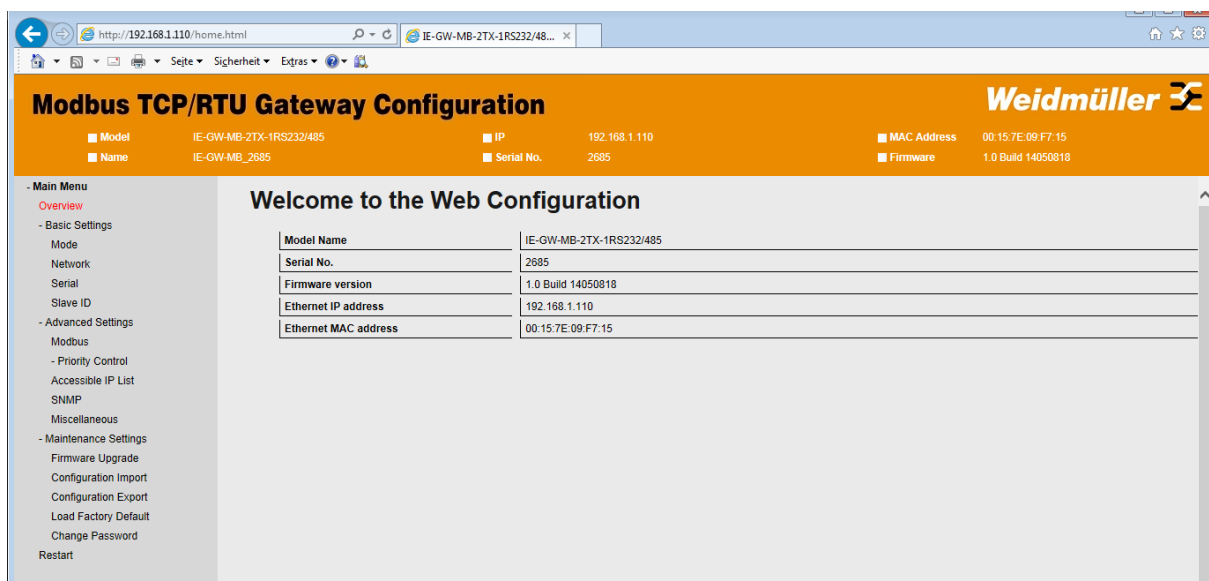 http://192.168.1.110/home.html
IE-GW-MB-2TX-1RS232/48...
Seite Sicherheit Extras
Modbus TCP/RTU Gateway Configuration
Weidmüller
Model IE-GW-MB-2TX-1RS232/485 IP 192.168.1.110 MAC Address 00:15:7E:09:F7:15
Name IE-GW-MB_2685 Serial No. 2685 Firmware 1.0 Build 14050818
- Main Menu
Overview
- Basic Settings
Mode
Network
Serial
Slave ID
- Advanced Settings
Modbus
- Priority Control
Accessible IP List
SNMP
Miscellaneous
- Maintenance Settings
Firmware Upgrade
Configuration Import
Configuration Export
Load Factory Default
Change Password
Restart
Welcome to the Web Configuration
Model Name IE-GW-MB-2TX-1RS232/485
Serial No. 2685
Firmware version 1.0 Build 14050818
Ethernet IP address 192.168.1.110
Ethernet MAC address 00:15:7E:09:F7:15